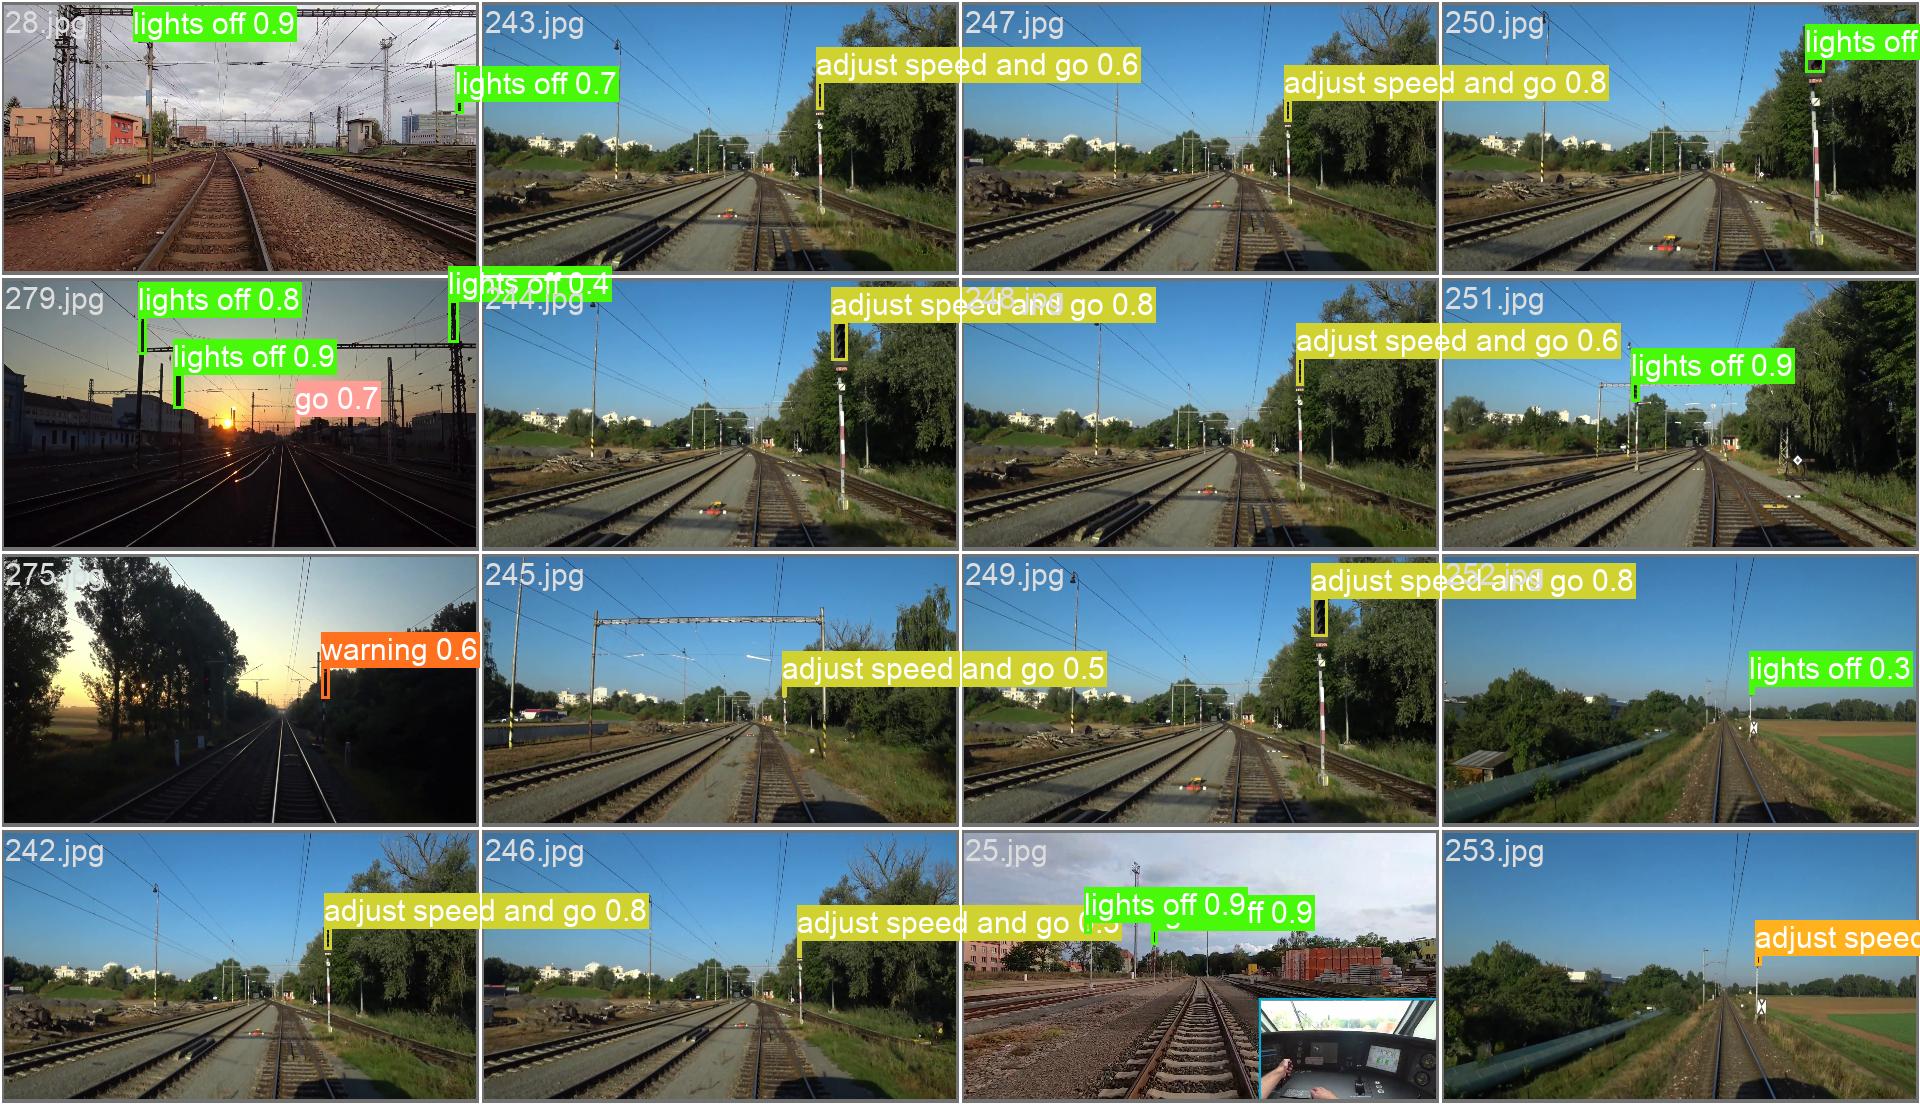 28.jpg
lights off 0.9
lights off 0.7
243.jpg
adjust speed and go 0.6
247.jpg
adjust speed and go 0.8
250.jpg
lights off
279.jpg
lights off 0.8
lights off 0.9
go 0.7
lights off 0.4
244.jpg
adjust speed and go 0.8
248.jpg
adjust speed and go 0.6
251.jpg
lights off 0.9
275.jpg
warning 0.6
245.jpg
adjust speed and go 0.5
249.jpg
adjust speed and go 0.8
252.jpg
lights off 0.3
242.jpg
adjust speed and go 0.8
246.jpg
adjust speed and go 0.5
25.jpg
lights off 0.9
ff 0.9
253.jpg
adjust speed